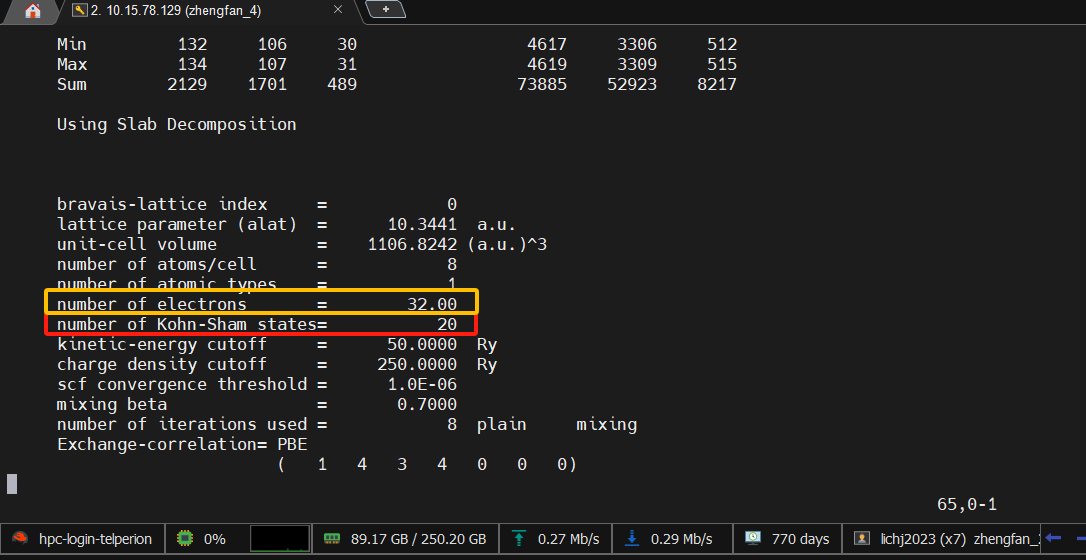 2. 10.15.78.129 (zhengfan_4)
Min 132 106 30 4617 3306 512
Max 134 107 31 4619 3309 515
Sum 2129 1701 489 73885 52923 8217
Using Slab Decomposition
bravais-lattice index = 0
lattice parameter (alat) = 10.3441 a.u.
unit-cell volume = 1106.8242 (a.u.)^3
number of atoms/cell = 8
number of atomic types = 1
number of electrons = 32.00
number of Kohn-Sham states= 20
kinetic-energy cutoff = 50.0000 Ry
charge density cutoff = 250.0000 Ry
scf convergence threshold = 1.0E-06
mixing beta = 0.7000
number of iterations used = 8 plain mixing
Exchange-correlation= PBE
( 1 4 3 4 0 0 0)
65,0-1
hpc-login-telperion 0% 89.17 GB / 250.20 GB 0.27 Mb/s 0.29 Mb/s 770 days lichj2023 (x7) zhengfan_